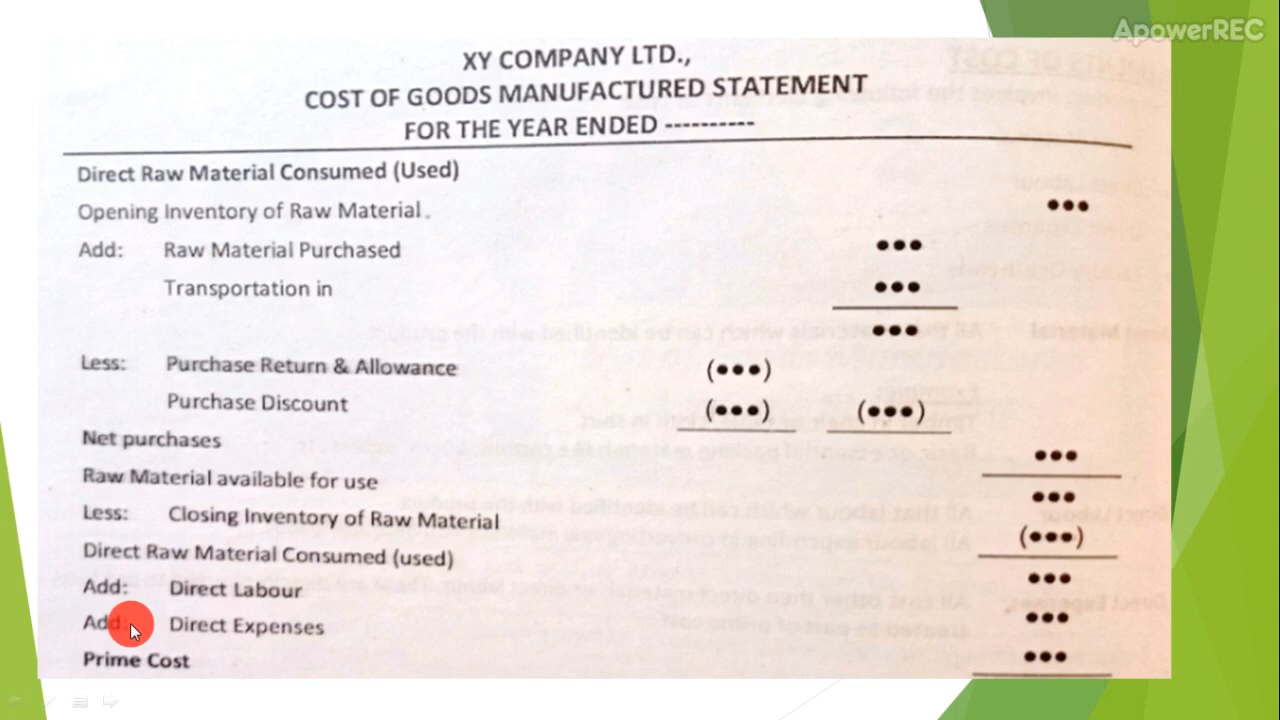 ApowerREC
XY COMPANY LTD.,
COST OF GOODS MANUFACTURED STATEMENT
FOR THE YEAR ENDED ----------
Direct Raw Material Consumed (Used)
Opening Inventory of Raw Material. •••
Add: Raw Material Purchased •••
Transportation in •••
•••
Less: Purchase Return & Allowance (•••)
Purchase Discount (•••) (•••)
Net purchases •••
Raw Material available for use •••
Less: Closing Inventory of Raw Material (•••)
Direct Raw Material Consumed (used) •••
Add: Direct Labour •••
Add: Direct Expenses •••
Prime Cost